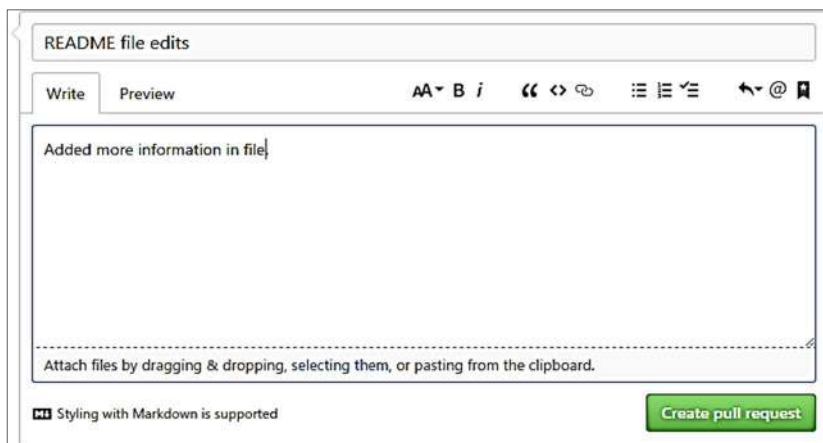 README file edits
Write Preview AA B i “ <> @
Added more information in file.
Attach files by dragging & dropping, selecting them, or pasting from the clipboard.
M↓ Styling with Markdown is supported Create pull request